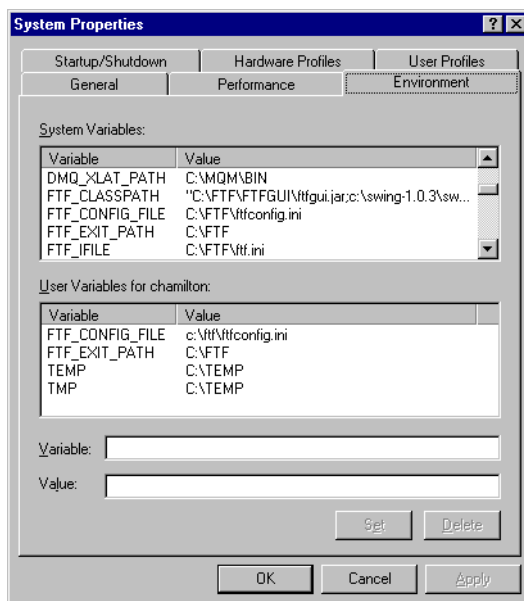 System Properties
Startup/Shutdown Hardware Profiles User Profiles
General Performance Environment
System Variables:
Variable Value
DMQ_XLAT_PATH C:\MQM\BIN
FTF_CLASSPATH "C:\FTF\FTFGUI\ftfgui.jar;c:\swing-1.0.3\sw...
FTF_CONFIG_FILE C:\FTF\ftfconfig.ini
FTF_EXIT_PATH C:\FTF
FTF_IFILE C:\FTF\ftf.ini
User Variables for chamilton:
Variable Value
FTF_CONFIG_FILE c:\ftf\ftfconfig.ini
FTF_EXIT_PATH C:\FTF
TEMP C:\TEMP
TMP C:\TEMP
Variable:
Value:
Set Delete
OK Cancel Apply